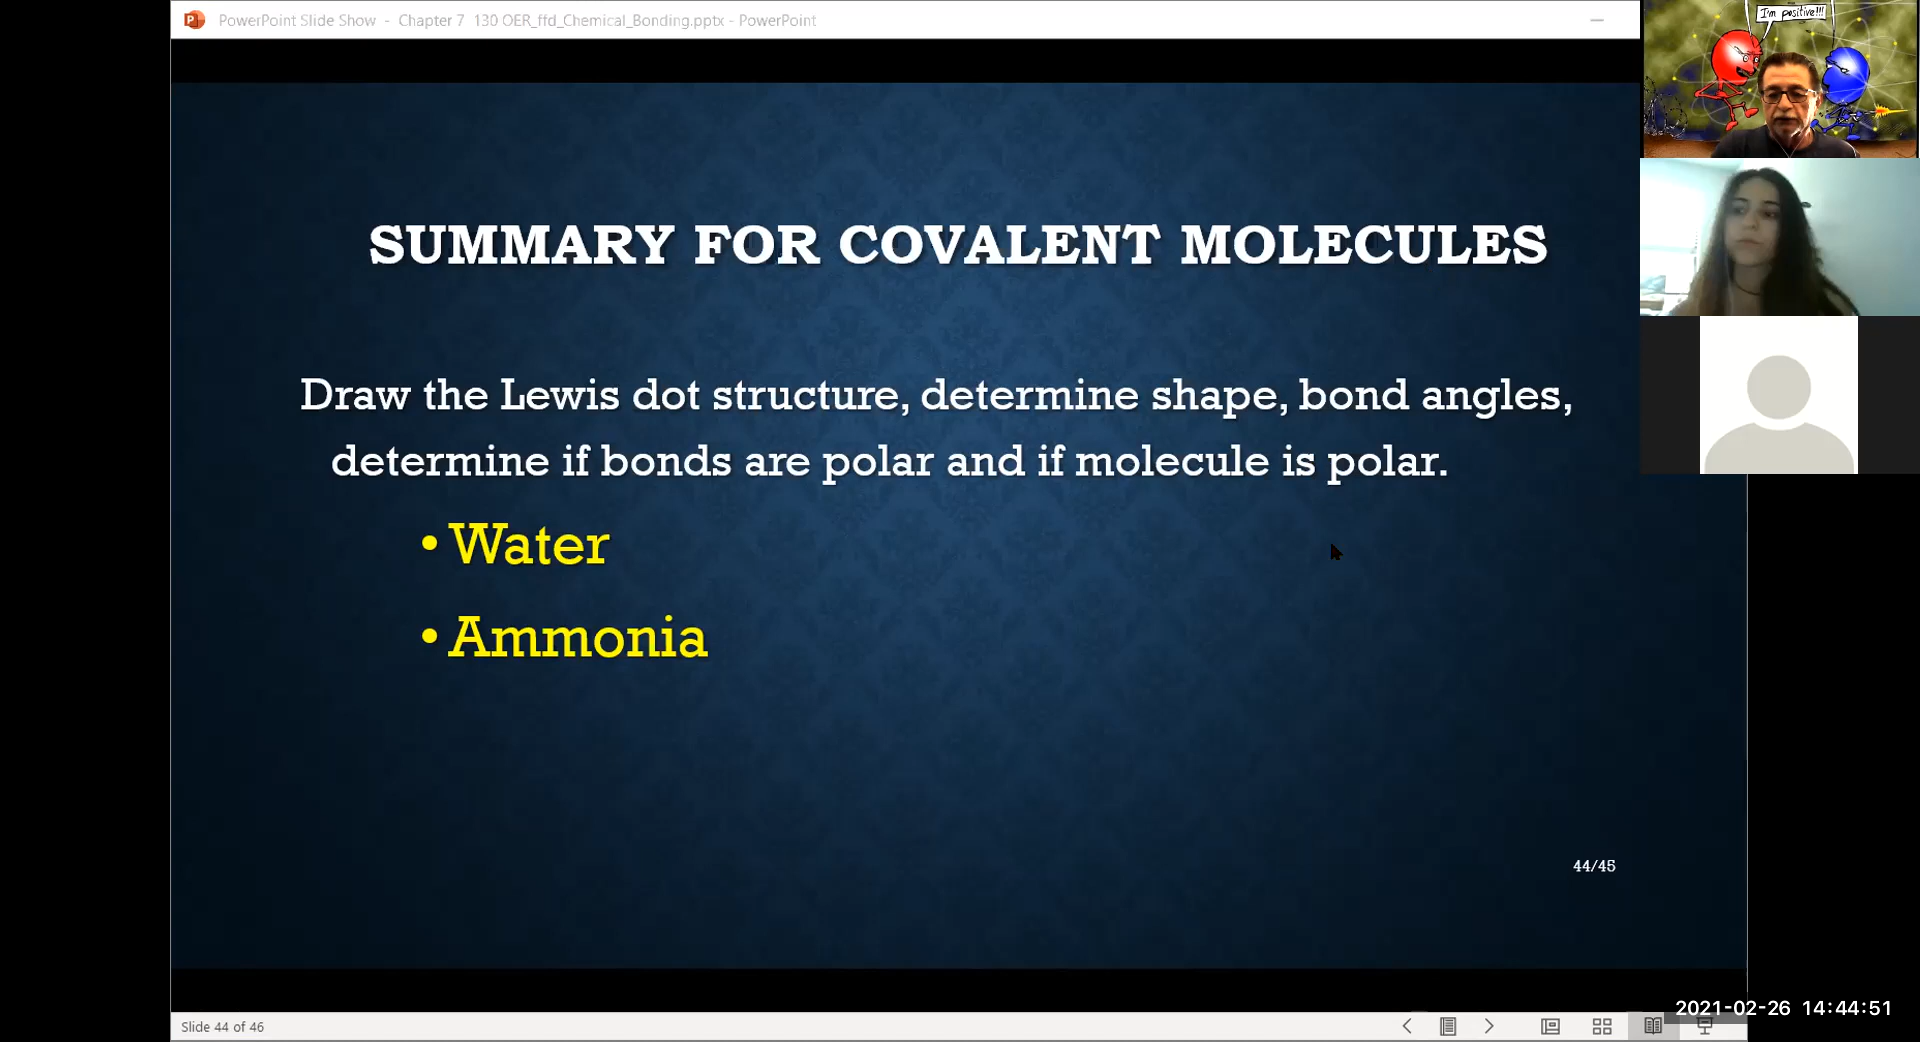 PowerPoint Slide Show - Chapter 7 130 OER_ffd_Chemical_Bonding.pptx - PowerPoint
I'm positive!!!
SUMMARY FOR COVALENT MOLECULES
Draw the Lewis dot structure, determine shape, bond angles,
determine if bonds are polar and if molecule is polar.
• Water
• Ammonia
44/45
2021-02-26 14:44:51
Slide 44 of 46